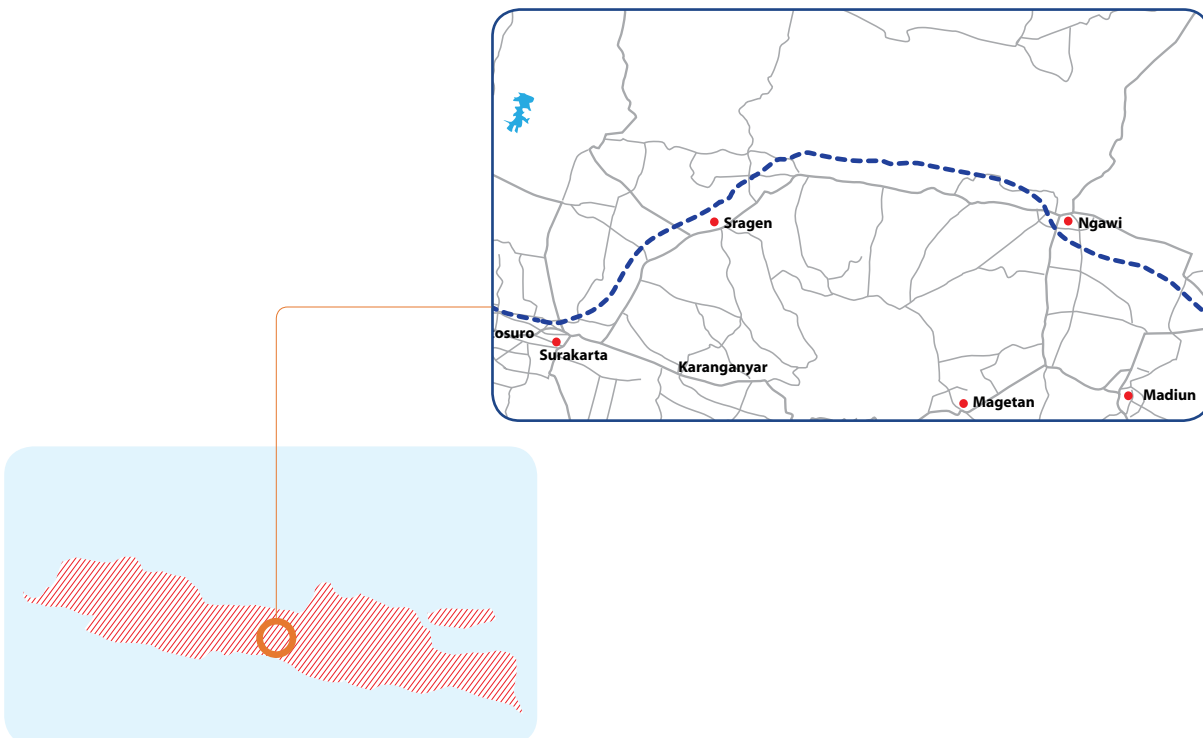 Sragen
Ngawi
osuro
Surakarta
Karanganyar
Magetan
Madiun